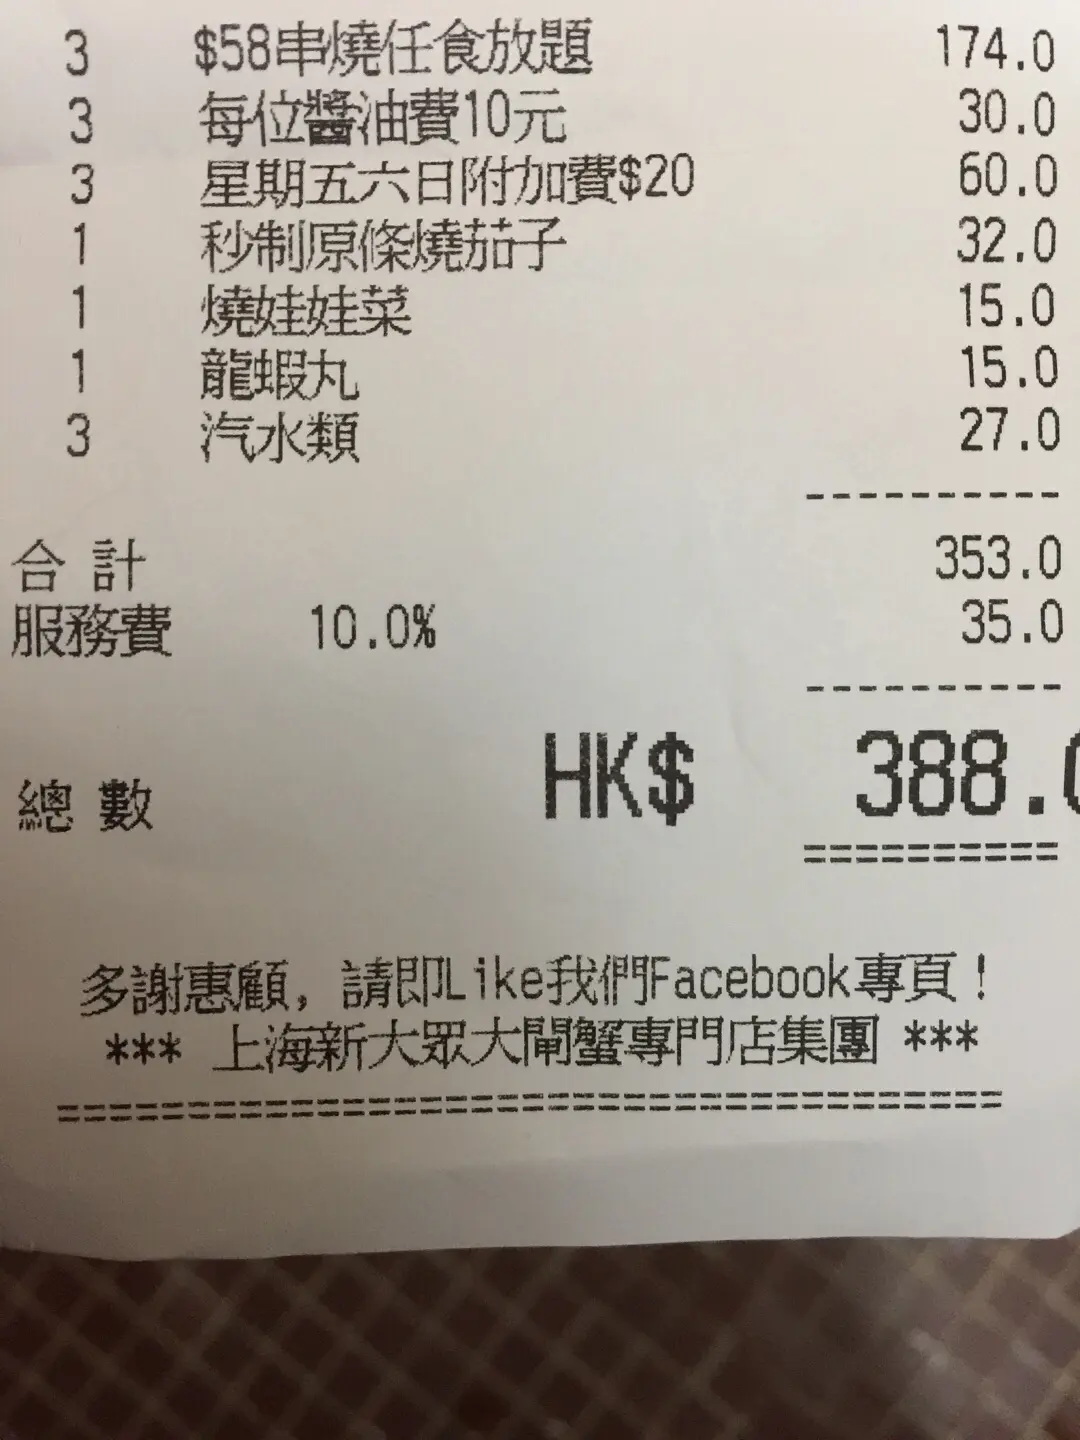 3 $58串燒任食放題 174.0
3 每位醬油費10元 30.0
3 星期五六日附加費$20 60.0
1 秒制原條燒茄子 32.0
1 燒娃娃菜 15.0
1 龍蝦丸 15.0
3 汽水類 27.0
----------
合 計 353.0
服務費 10.0% 35.0
----------
總 數 HK$ 388.0
==========
多謝惠顧, 請即Like我們Facebook專頁!
*** 上海新大眾大閘蟹專門店集團 ***
=====================================